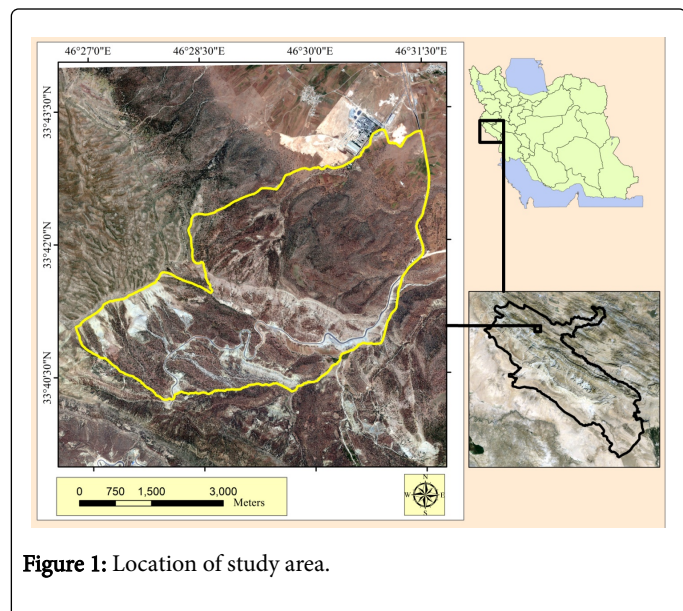 46°27'0"E 46°28'30"E 46°30'0"E 46°31'30"E
33°43'30"N
33°42'0"N
33°40'30"N
0 750 1,500 3,000
Meters
N
W E
S
Figure 1: Location of study area.